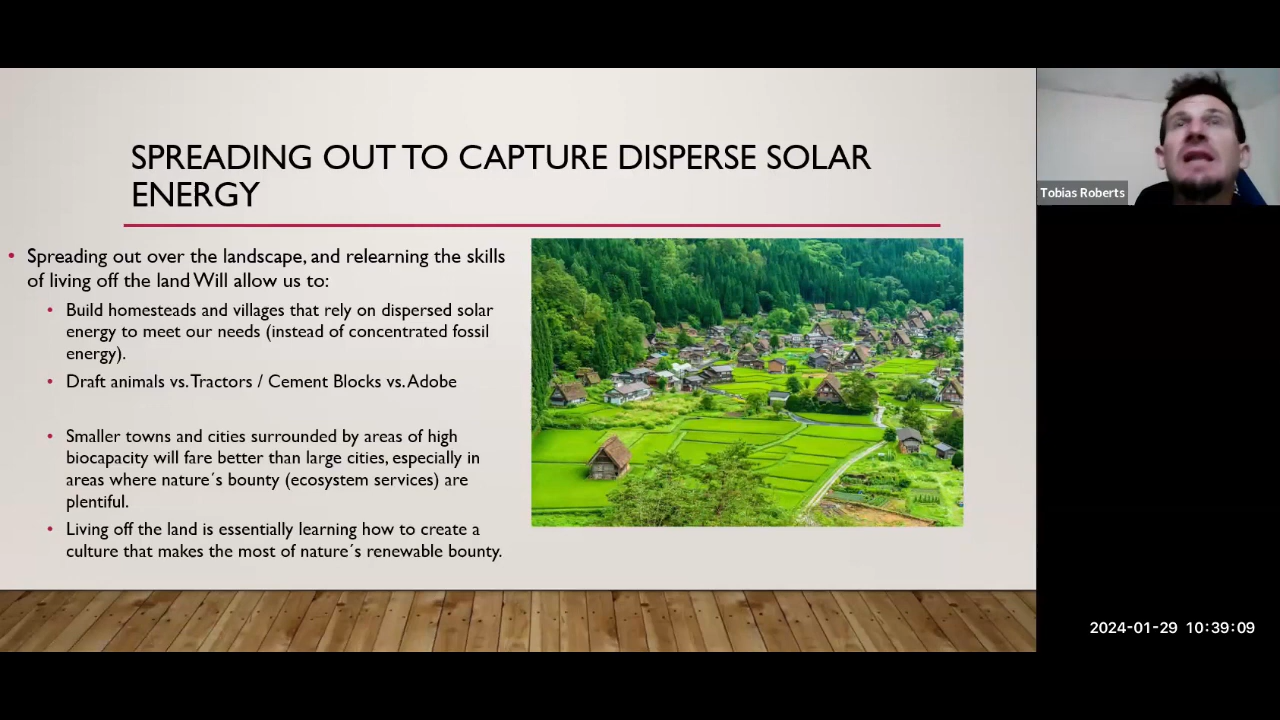 SPREADING OUT TO CAPTURE DISPERSE SOLAR
ENERGY
• Spreading out over the landscape, and relearning the skills
of living off the land Will allow us to:
• Build homesteads and villages that rely on dispersed solar
energy to meet our needs (instead of concentrated fossil
energy).
• Draft animals vs. Tractors / Cement Blocks vs. Adobe
• Smaller towns and cities surrounded by areas of high
biocapacity will fare better than large cities, especially in
areas where nature´s bounty (ecosystem services) are
plentiful.
• Living off the land is essentially learning how to create a
culture that makes the most of nature´s renewable bounty.
Tobias Roberts
2024-01-29 10:39:09